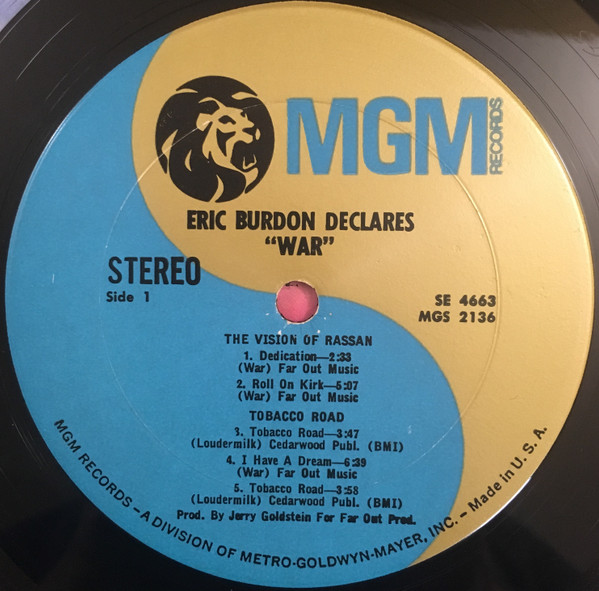 MGM
RECORDS
ERIC BURDON DECLARES
"WAR"
STEREO
Side 1
SE 4663
MGS 2136
THE VISION OF RASSAN
1. Dedication—2:33
(War) Far Out Music
2. Roll On Kirk—5:07
(War) Far Out Music
TOBACCO ROAD
3. Tobacco Road—3:47
(Loudermilk) Cedarwood Publ. (BMI)
4. I Have A Dream—6:39
(War) Far Out Music
5. Tobacco Road—3:58
(Loudermilk) Cedarwood Publ. (BMI)
Prod. By Jerry Goldstein For Far Out Prod.
MGM RECORDS – A DIVISION OF METRO-GOLDWYN-MAYER, INC. – Made in U. S. A.